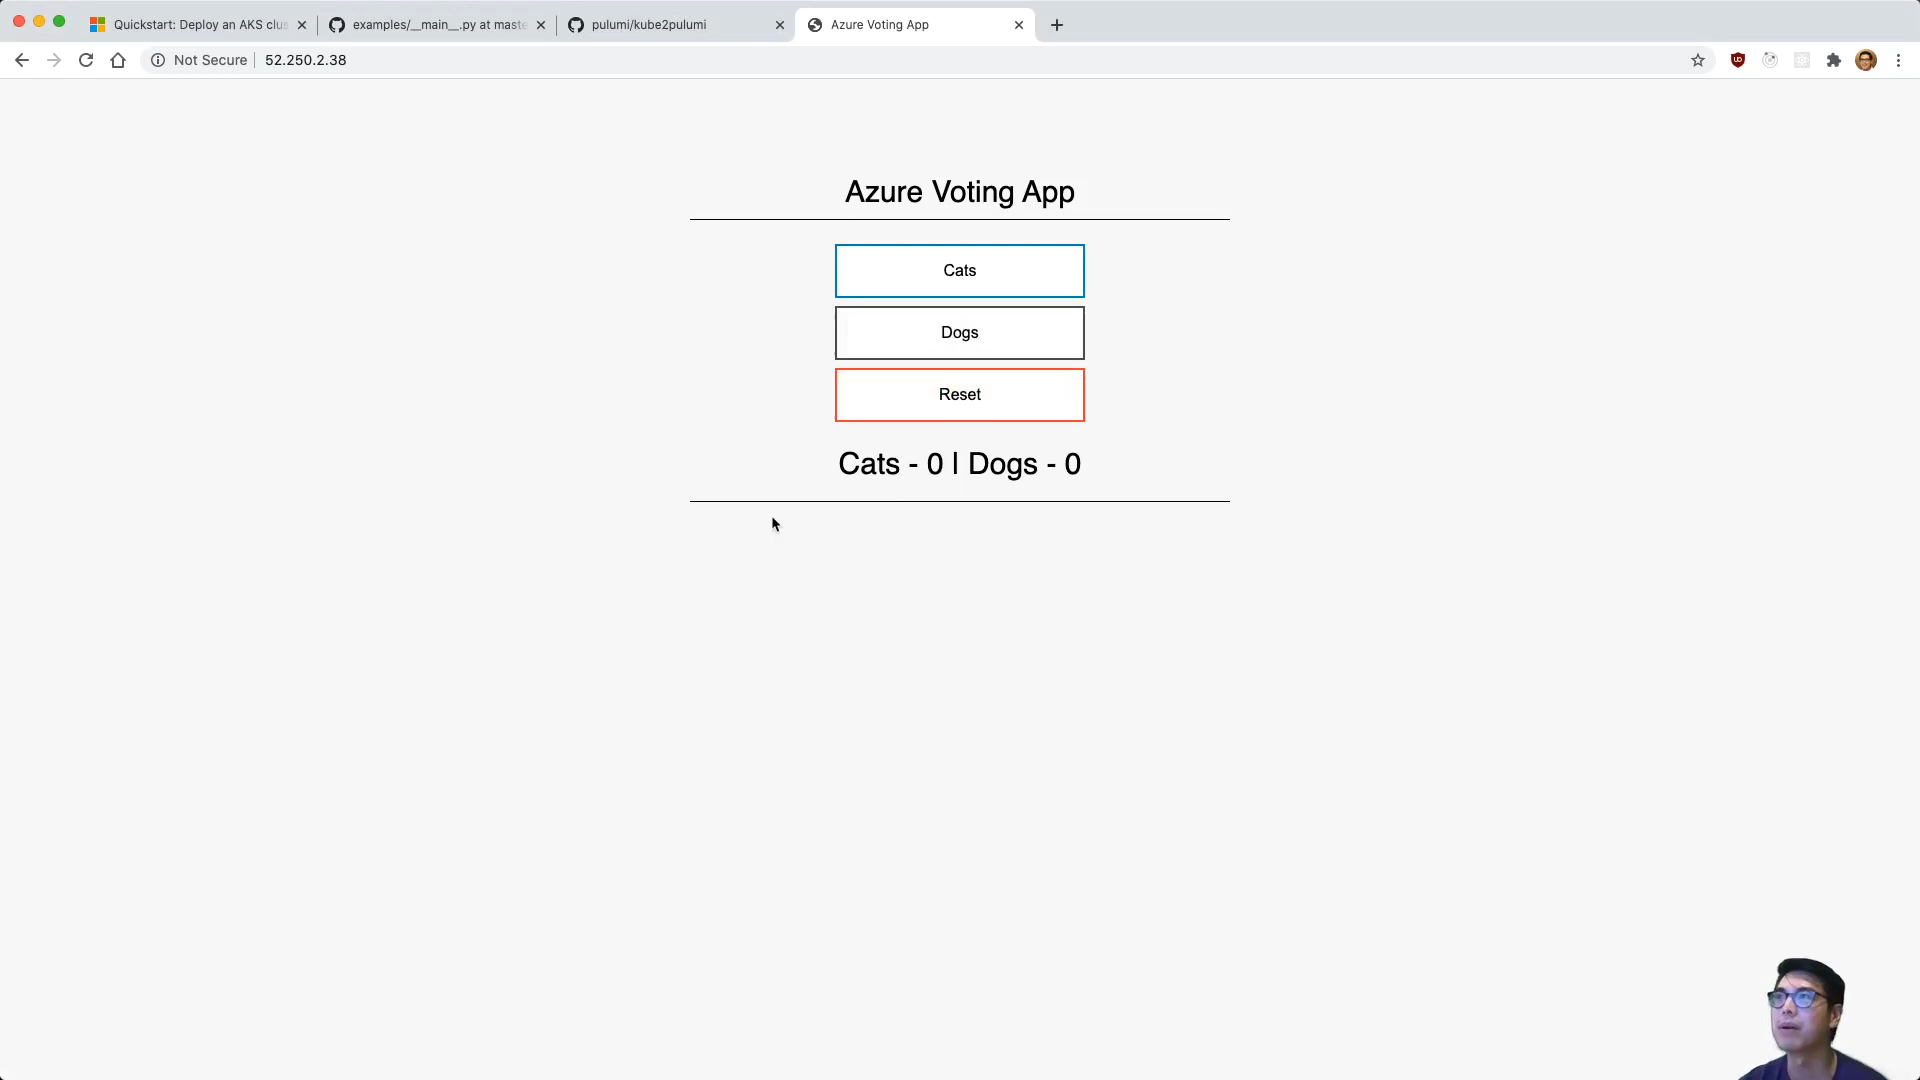 Quickstart: Deploy an AKS clus
examples/__main__.py at maste
pulumi/kube2pulumi
Azure Voting App
Not Secure
52.250.2.38
Azure Voting App
Cats
Dogs
Reset
Cats - 0 | Dogs - 0